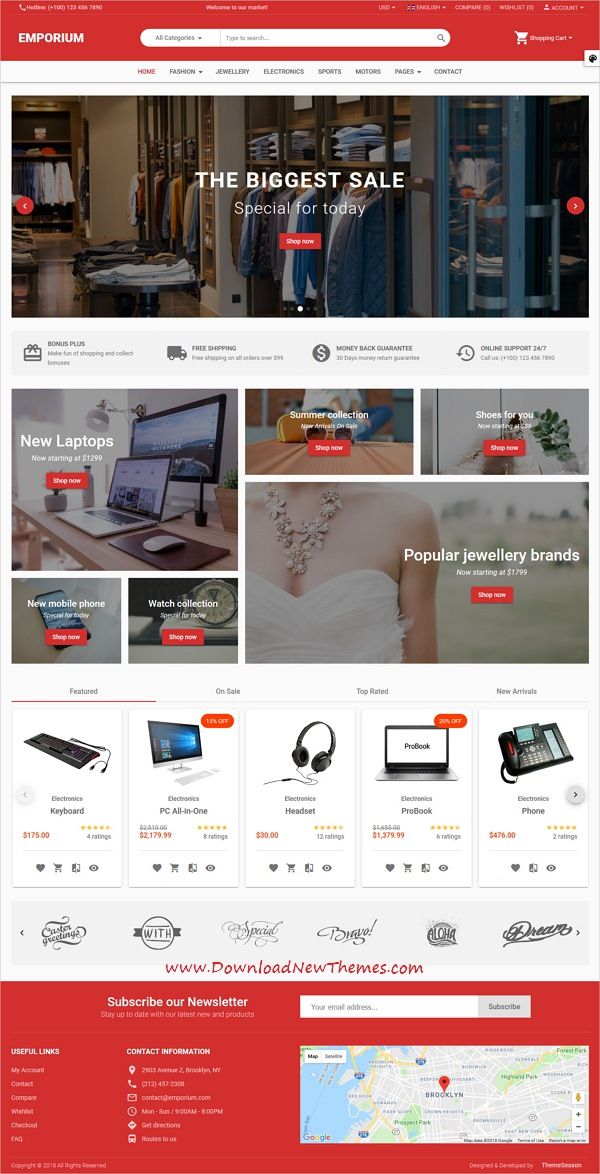 Hotline: (+100) 123 456 7890
Welcome to our market!
USD
ENGLISH
COMPARE (0)
WISHLIST (0)
ACCOUNT
EMPORIUM
All Categories
Type to search...
Shopping Cart
HOME
FASHION
JEWELLERY
ELECTRONICS
SPORTS
MOTORS
PAGES
CONTACT
THE BIGGEST SALE
Special for today
Shop now
BONUS PLUS
Make fun of shopping and collect
bonuses
FREE SHIPPING
Free shipping on all orders over $99
MONEY BACK GUARANTEE
30 Days money return guarantee
ONLINE SUPPORT 24/7
Call us: (+100) 123 456 7890
New Laptops
Now starting at $1299
Shop now
Summer collection
New Arrivals On Sale
Shop now
Shoes for you
Now starting at $89
Shop now
Popular jewellery brands
Now starting at $1799
Shop now
New mobile phone
Special for today
Shop now
Watch collection
Special for today
Shop now
Featured
On Sale
Top Rated
New Arrivals
Electronics
Keyboard
$175.00
4 ratings
15% OFF
Electronics
PC All-in-One
$2,510.00
$2,179.99
8 ratings
Electronics
Headset
$30.00
12 ratings
20% OFF
ProBook
Electronics
ProBook
$1,655.00
$1,379.99
6 ratings
Electronics
Phone
$476.00
2 ratings
Easter
greetings
WITH
Special
Bravo!
ALOHA
Dream
www.DownloadNewThemes.com
Subscribe our Newsletter
Stay up to date with our latest new and products
Your email address...
Subscribe
USEFUL LINKS
My Account
Contact
Compare
Wishlist
Checkout
FAQ
CONTACT INFORMATION
2903 Avenue Z, Brooklyn, NY
(212) 457-2308
contact@emporium.com
Mon - Sun / 9:00AM - 8:00PM
Get directions
Routes to us
Map
Satellite
BROOKLYN
HEIGHTS
BROOKLYN
Highland Park
Forest Park
PARK SLOPE
CROWN HEIGHTS
Google
Map data ©2018 Google
Terms of Use
Report a map error
Copyright © 2018 All Rights Reserved
Designed & Developed by
ThemeSeason